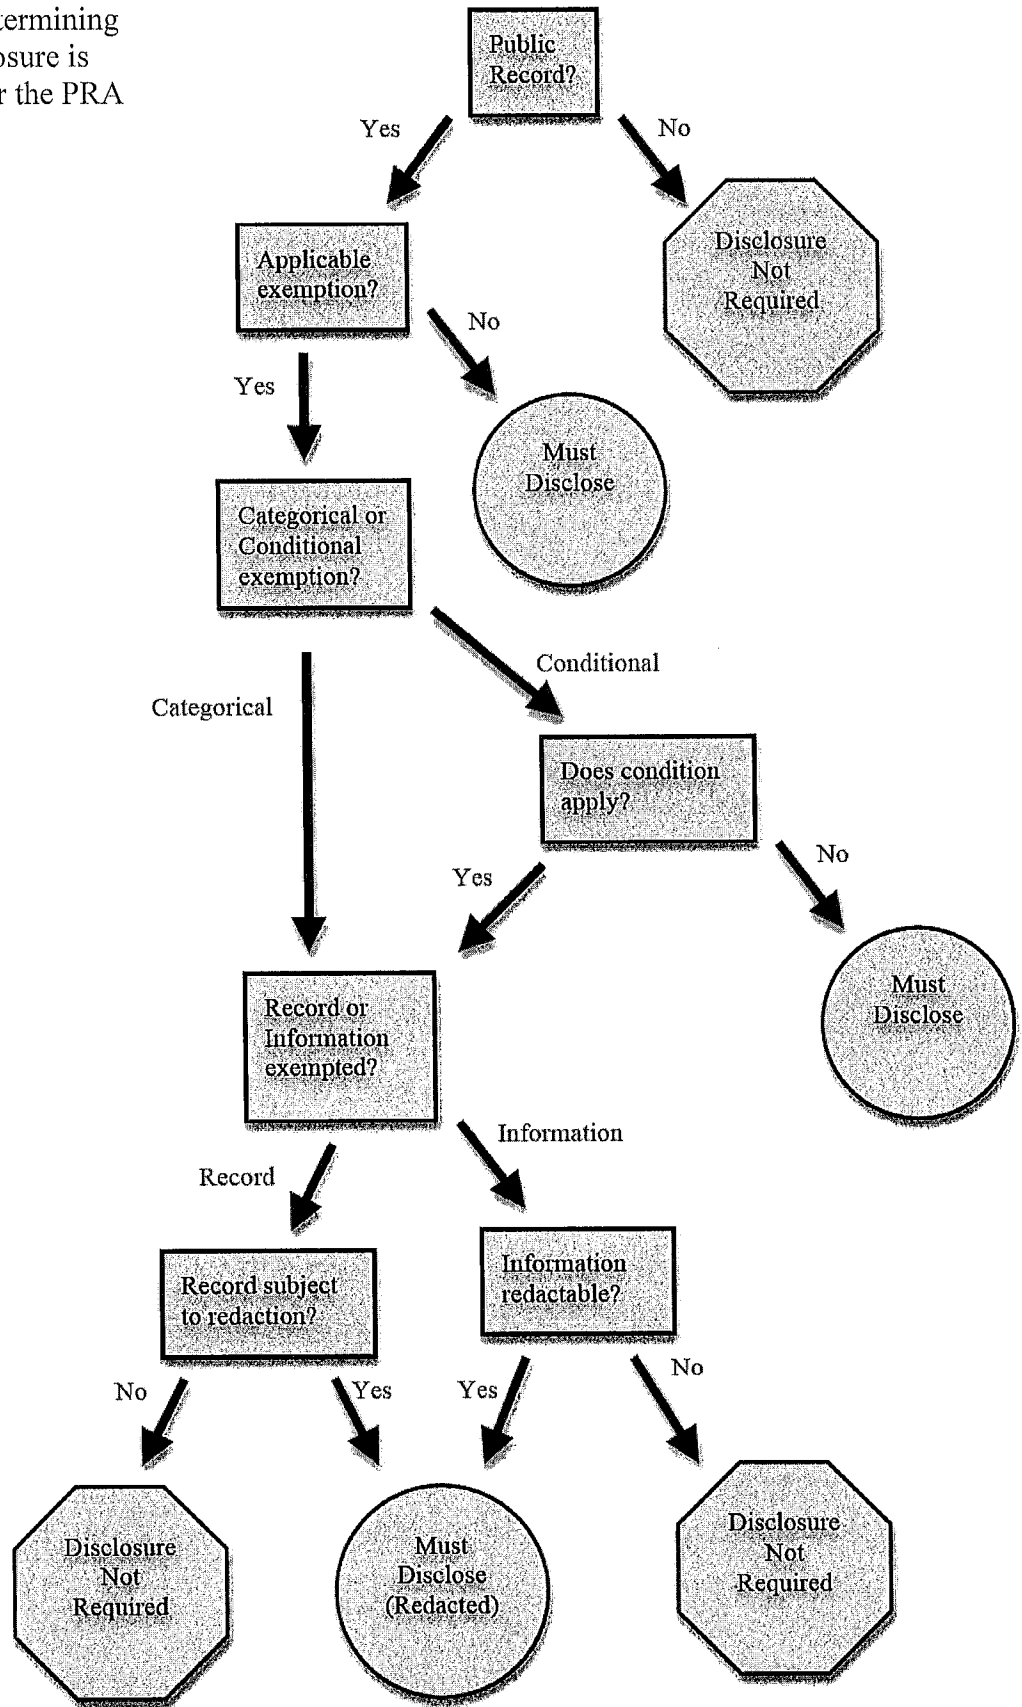 termining
osure is
r the PRA
Public
Record?
Yes
No
Applicable
exemption?
Disclosure
Not
Required
No
Yes
Must
Disclose
Categorical or
Conditional
exemption?
Conditional
Categorical
Does condition
apply?
No
Yes
Record or
Information
exempted?
Must
Disclose
Information
Record
Record subject
to redaction?
Information
redactable?
No
Yes
Yes
No
Disclosure
Not
Required
Must
Disclose
(Redacted)
Disclosure
Not
Required